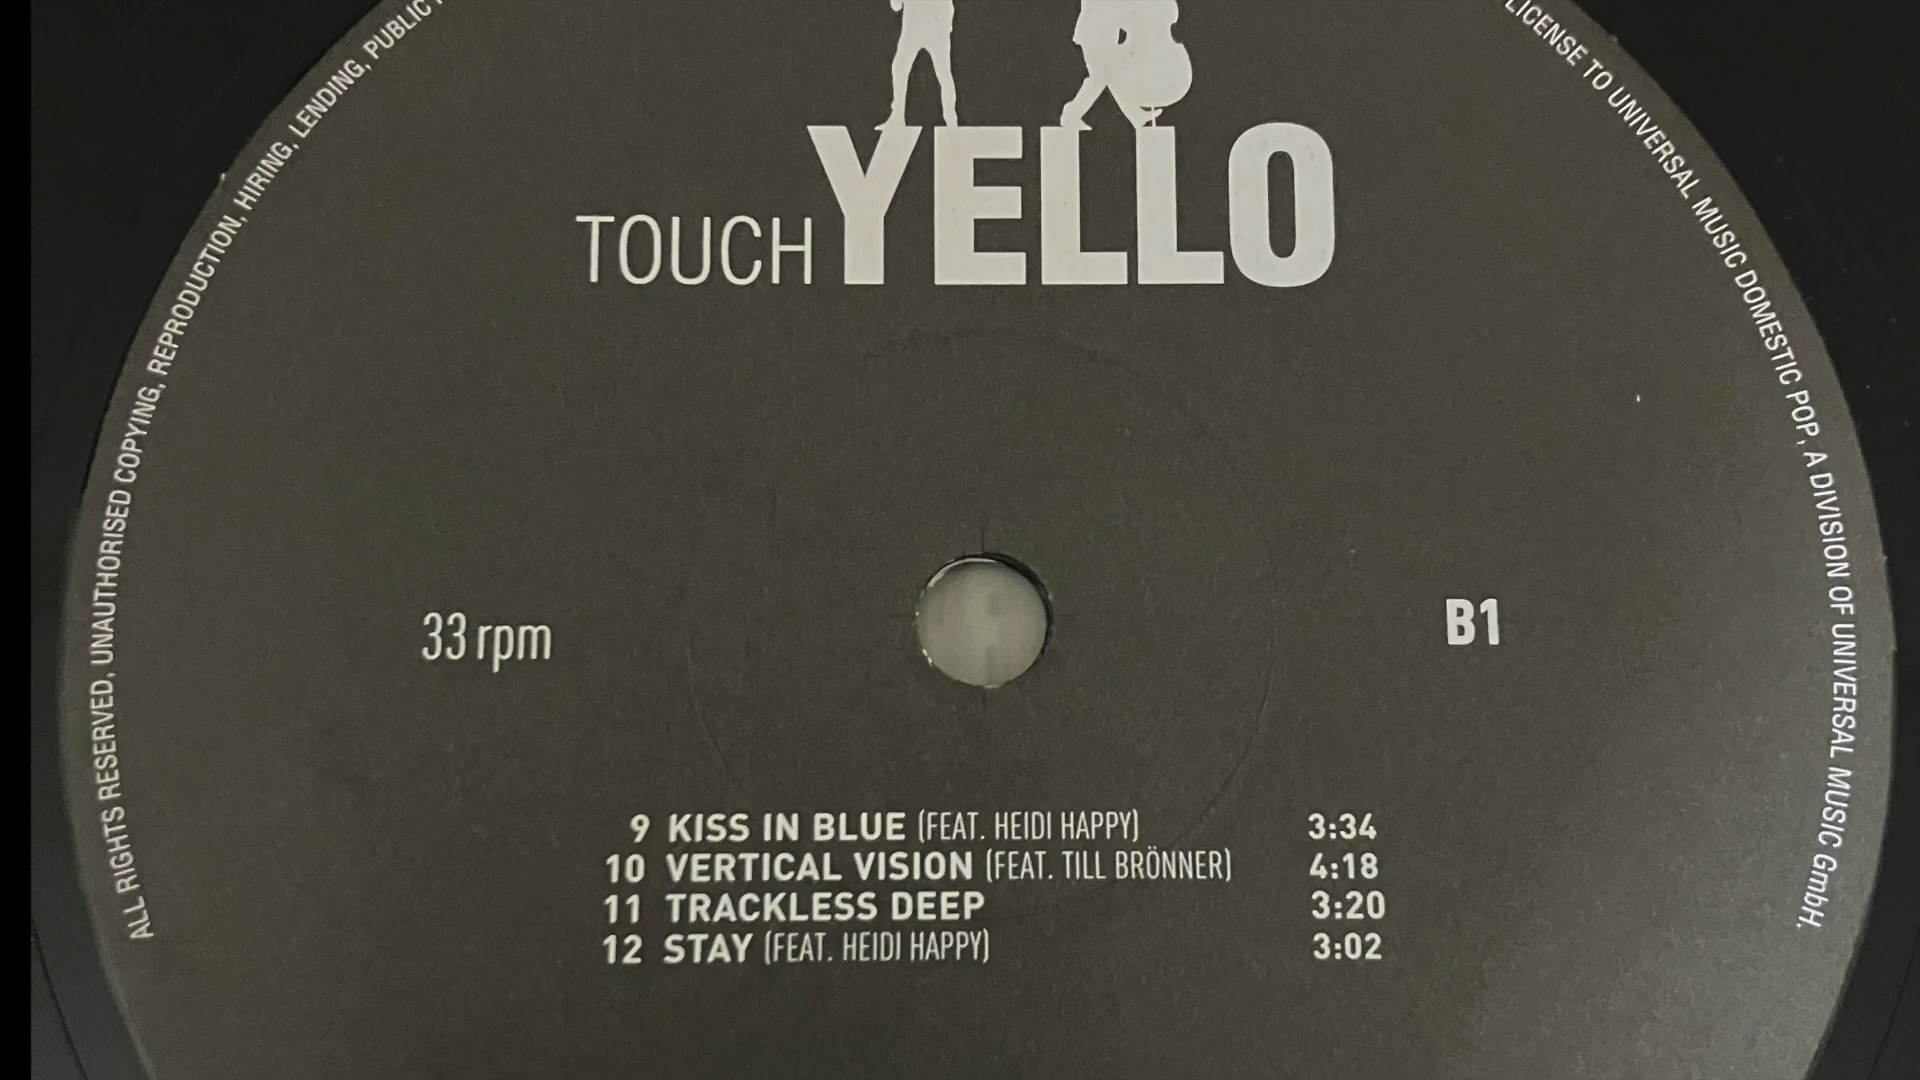 TOUCH YELLO
33 rpm
B1
9 KISS IN BLUE (FEAT. HEIDI HAPPY) 3:34
10 VERTICAL VISION (FEAT. TILL BRÖNNER) 4:18
11 TRACKLESS DEEP 3:20
12 STAY (FEAT. HEIDI HAPPY) 3:02
ALL RIGHTS RESERVED, UNAUTHORISED COPYING, REPRODUCTION, HIRING, LENDING, PUBLIC
LICENSE TO UNIVERSAL MUSIC DOMESTIC POP, A DIVISION OF UNIVERSAL MUSIC GmbH.